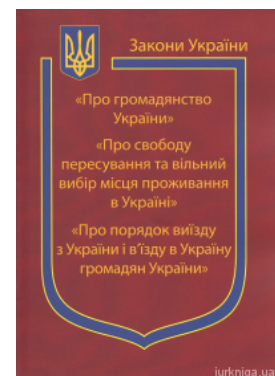 Закони України
«Про громадянство
України»
«Про свободу
пересування та вільний
вибір місця проживання
в Україні»
«Про порядок виїзду
з України і в’їзду в Україну
громадян України»
jurkniga.ua